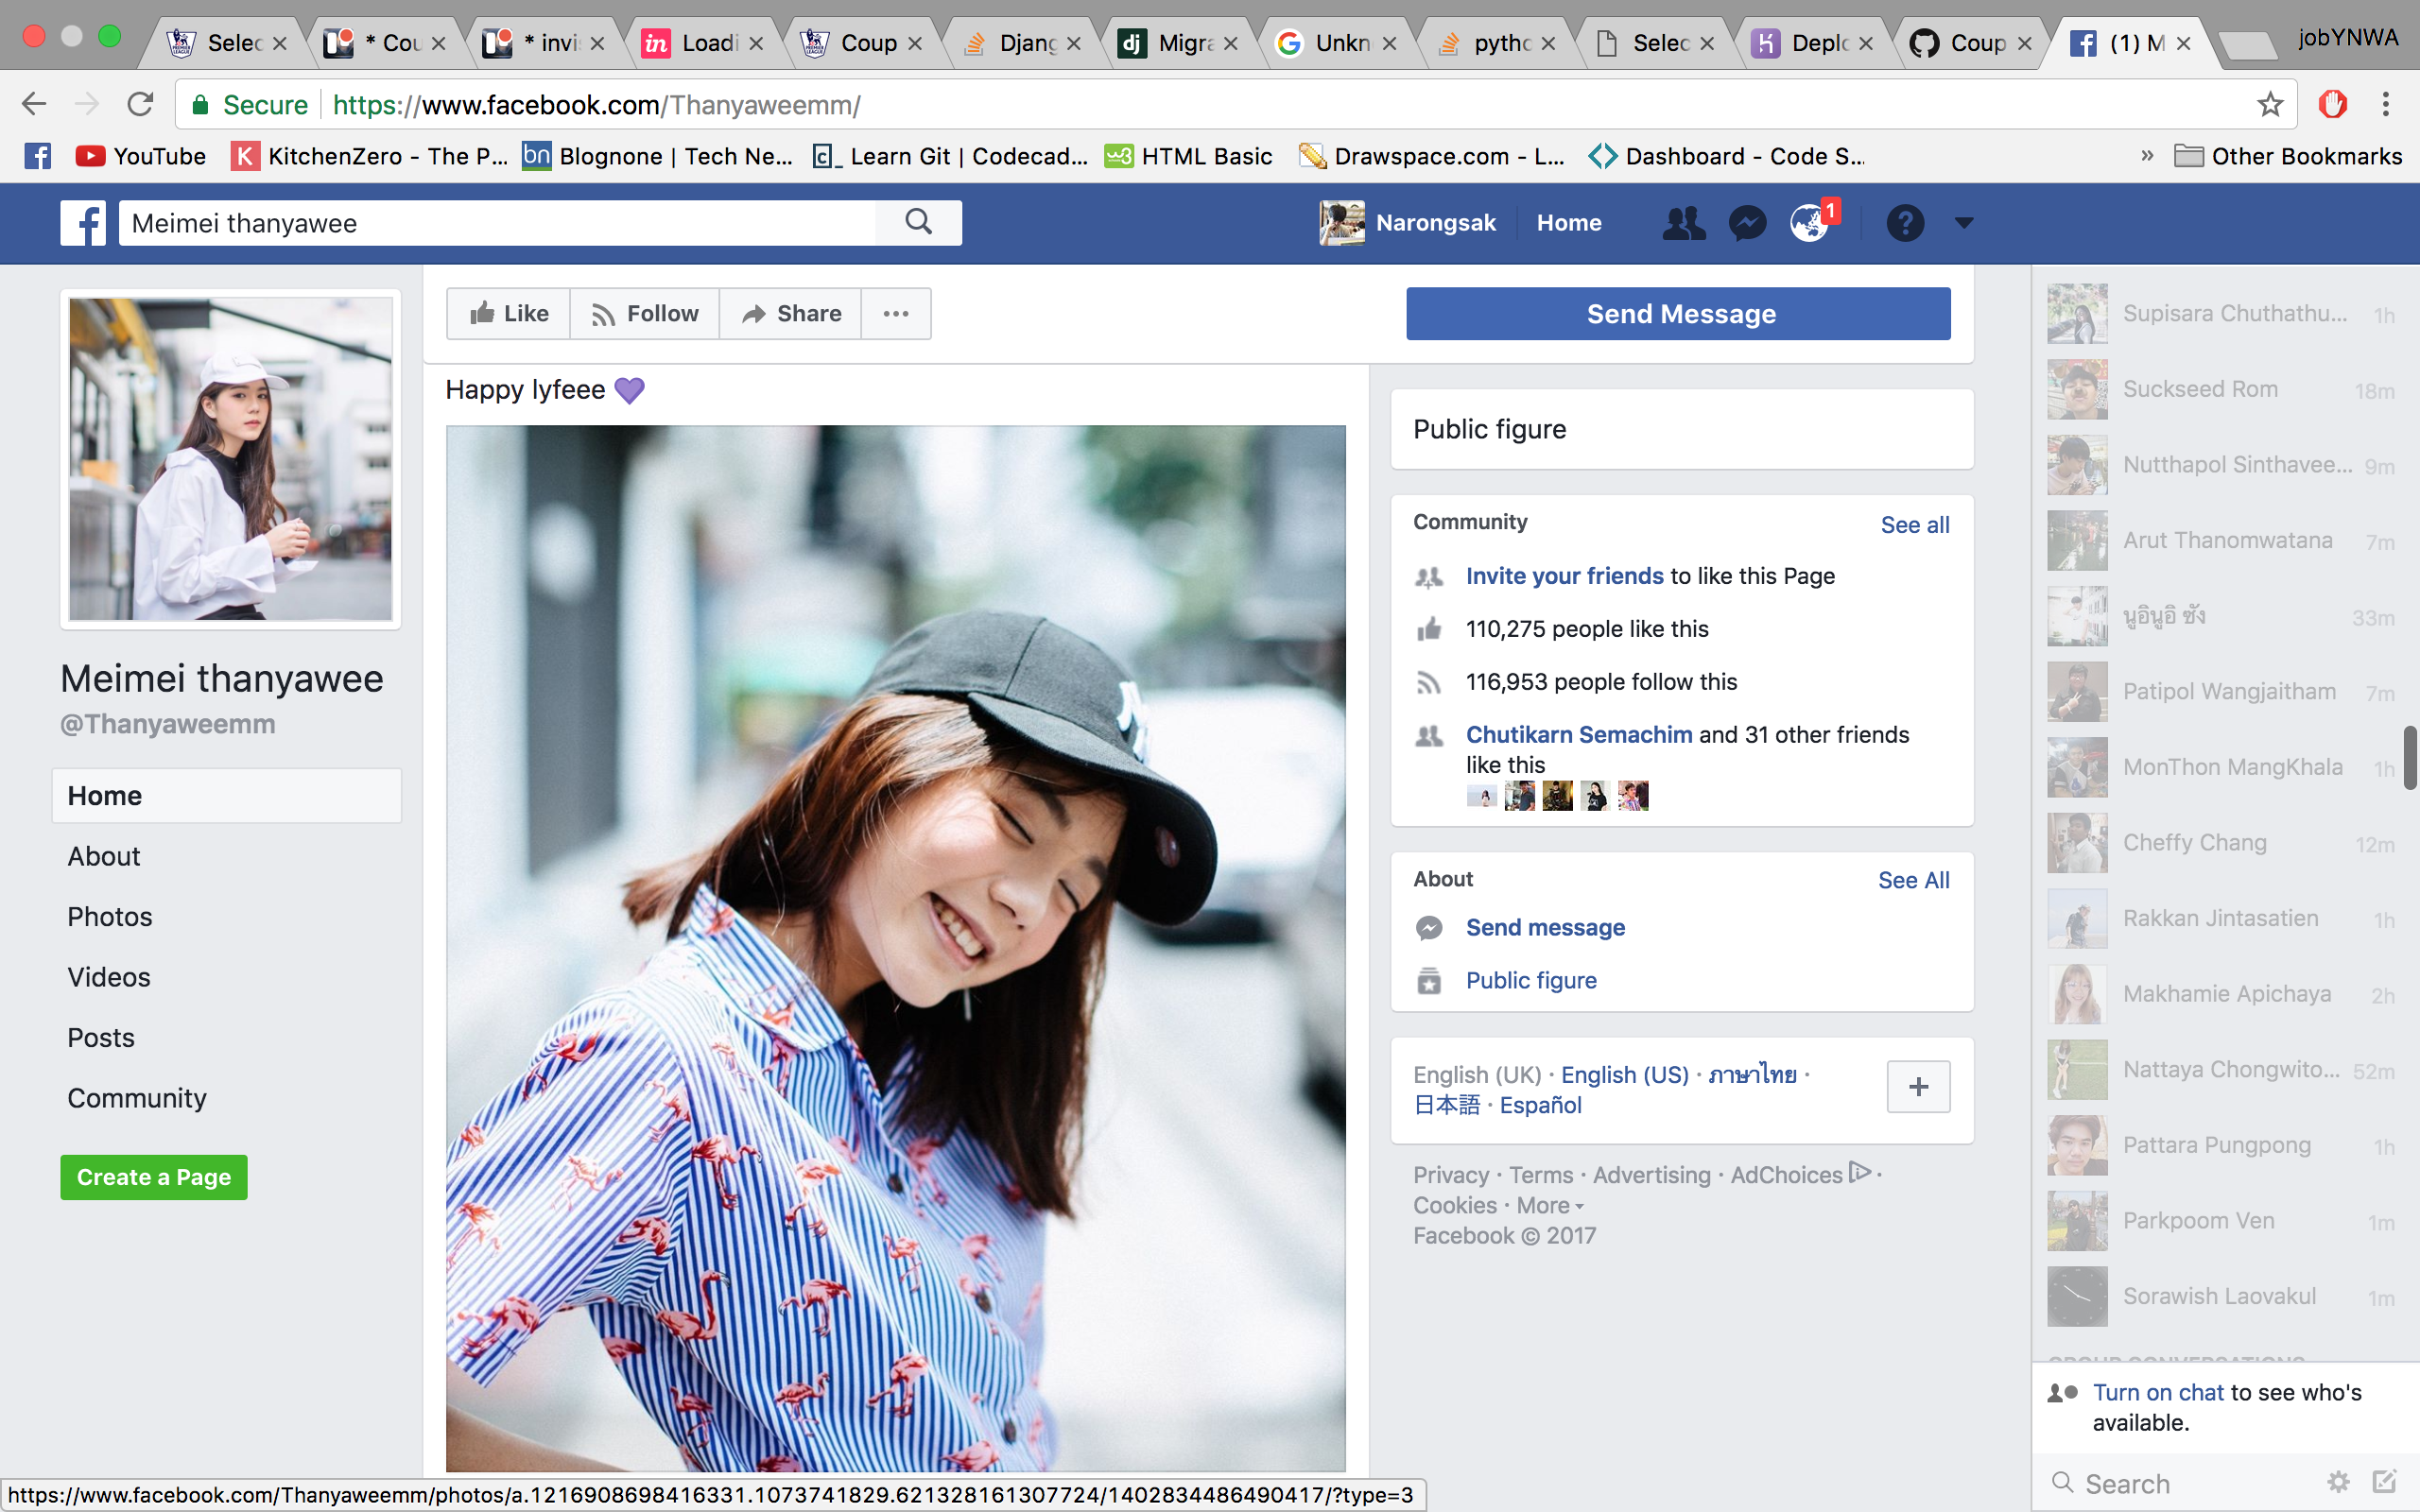 Selec
* Cou
* invi
in Loadi
Coup
Djang
dj Migra
Unkn
pytho
Selec
Deplo
Coup
(1) M
jobYNWA
Secure https://www.facebook.com/Thanyaweemm/
YouTube
K KitchenZero - The P...
bn Blognone | Tech Ne...
Learn Git | Codecad...
w3 HTML Basic
Drawspace.com - L...
Dashboard - Code S...
» Other Bookmarks
Meimei thanyawee
Narongsak
Home
1
Like
Follow
Share
Send Message
Happy lyfeee 💜
Meimei thanyawee
@Thanyaweemm
Home
About
Photos
Videos
Posts
Community
Create a Page
Public figure
Community See all
Invite your friends to like this Page
110,275 people like this
116,953 people follow this
Chutikarn Semachim and 31 other friends
like this
About See All
Send message
Public figure
English (UK) · English (US) · ภาษาไทย ·
日本語 · Español
Privacy · Terms · Advertising · AdChoices ·
Cookies · More
Facebook © 2017
Supisara Chuthathu... 1h
Suckseed Rom 18m
Nutthapol Sinthavee... 9m
Arut Thanomwatana 7m
นูอินูอิ ซัง 33m
Patipol Wangjaitham 7m
MonThon MangKhala 1h
Cheffy Chang 12m
Rakkan Jintasatien 1h
Makhamie Apichaya 2h
Nattaya Chongwito... 52m
Pattara Pungpong 1h
Parkpoom Ven 1m
Sorawish Laovakul 1m
GROUP CONVERSATIONS
Turn on chat to see who's
available.
Search
https://www.facebook.com/Thanyaweemm/photos/a.1216908698416331.1073741829.621328161307724/1402834486490417/?type=3